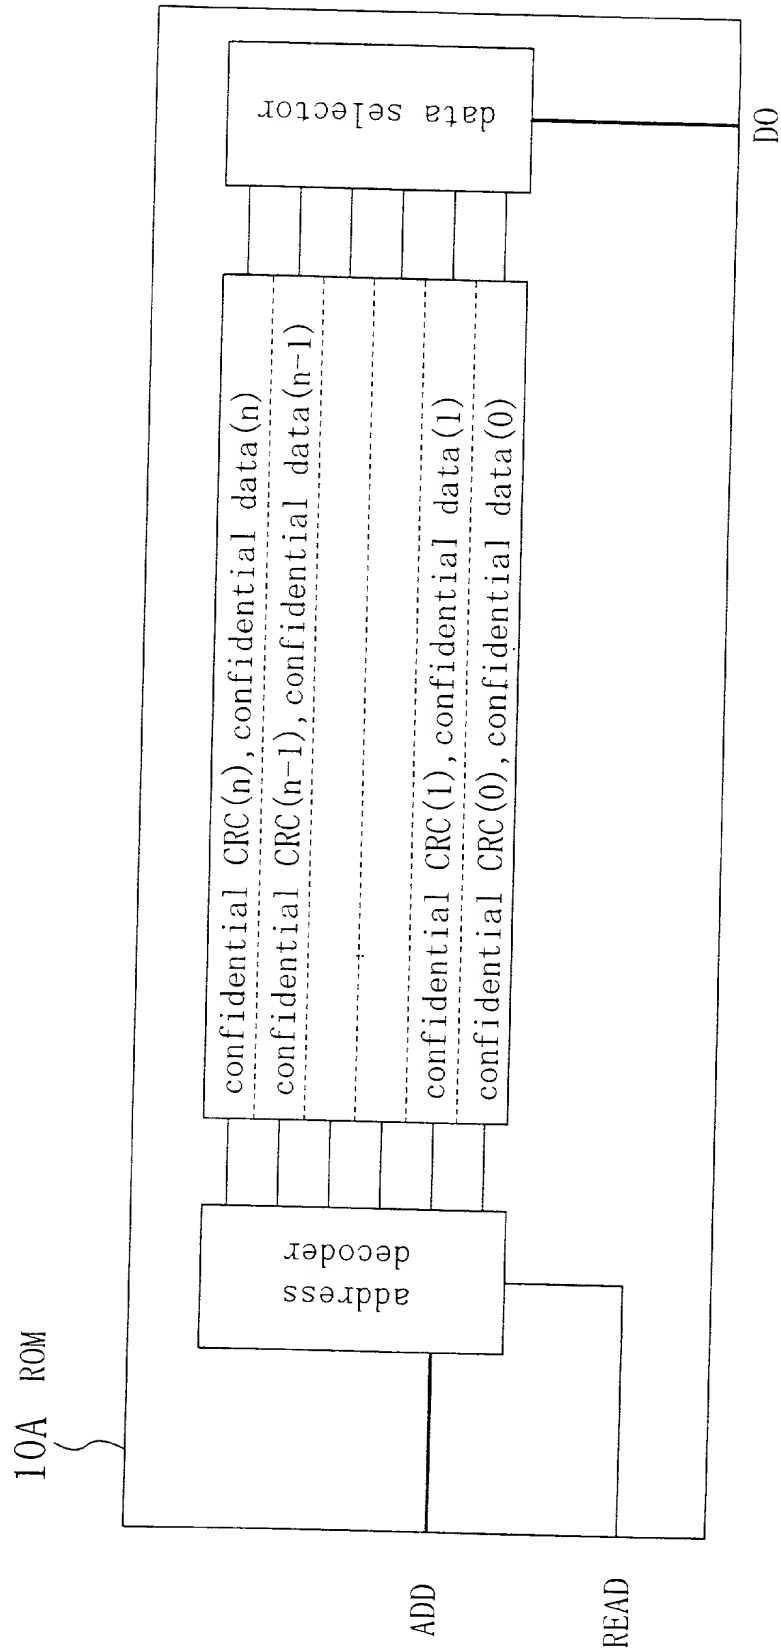 10A ROM
ADD
READ
address
decoder
confidential CRC(n),confidential data(n)
confidential CRC(n-1),confidential data(n-1)
confidential CRC(1),confidential data(1)
confidential CRC(0),confidential data(0)
data selector
DO